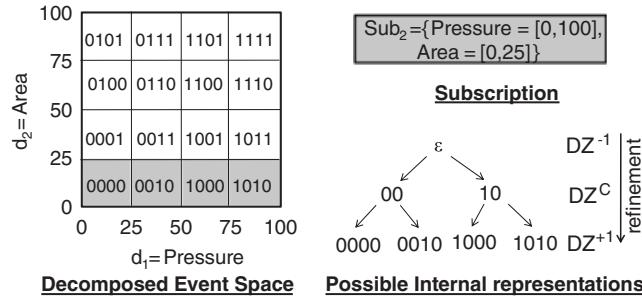 100
75
50
25
0
d2=Area
0101 0111 1101 1111
0100 0110 1100 1110
0001 0011 1001 1011
0000 0010 1000 1010
0 25 50 75 100
d1=Pressure
Decomposed Event Space
Sub2={Pressure = [0,100],
Area = [0,25]}
Subscription
ε DZ-1
00 10 DZC
0000 0010 1000 1010 DZ+1
refinement
Possible Internal representations